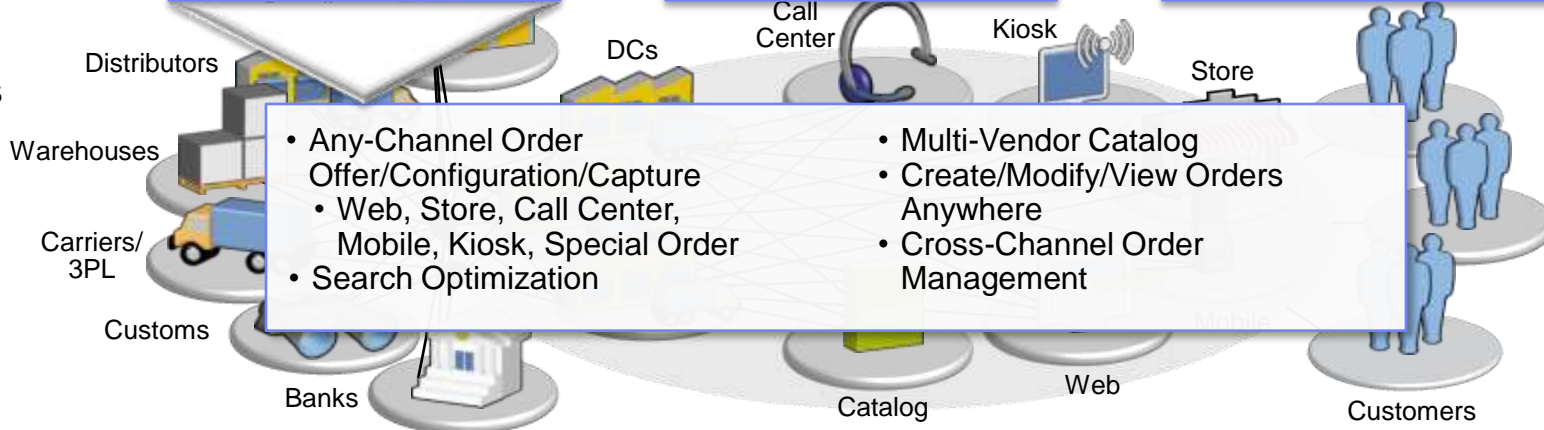 Call
Center
Kiosk
DCs
Distributors
Store
Warehouses
• Any-Channel Order
Offer/Configuration/Capture
• Web, Store, Call Center,
Mobile, Kiosk, Special Order
• Search Optimization
• Multi-Vendor Catalog
• Create/Modify/View Orders
Anywhere
• Cross-Channel Order
Management
Carriers/
3PL
Customs
Mobile
Banks
Catalog
Web
Customers